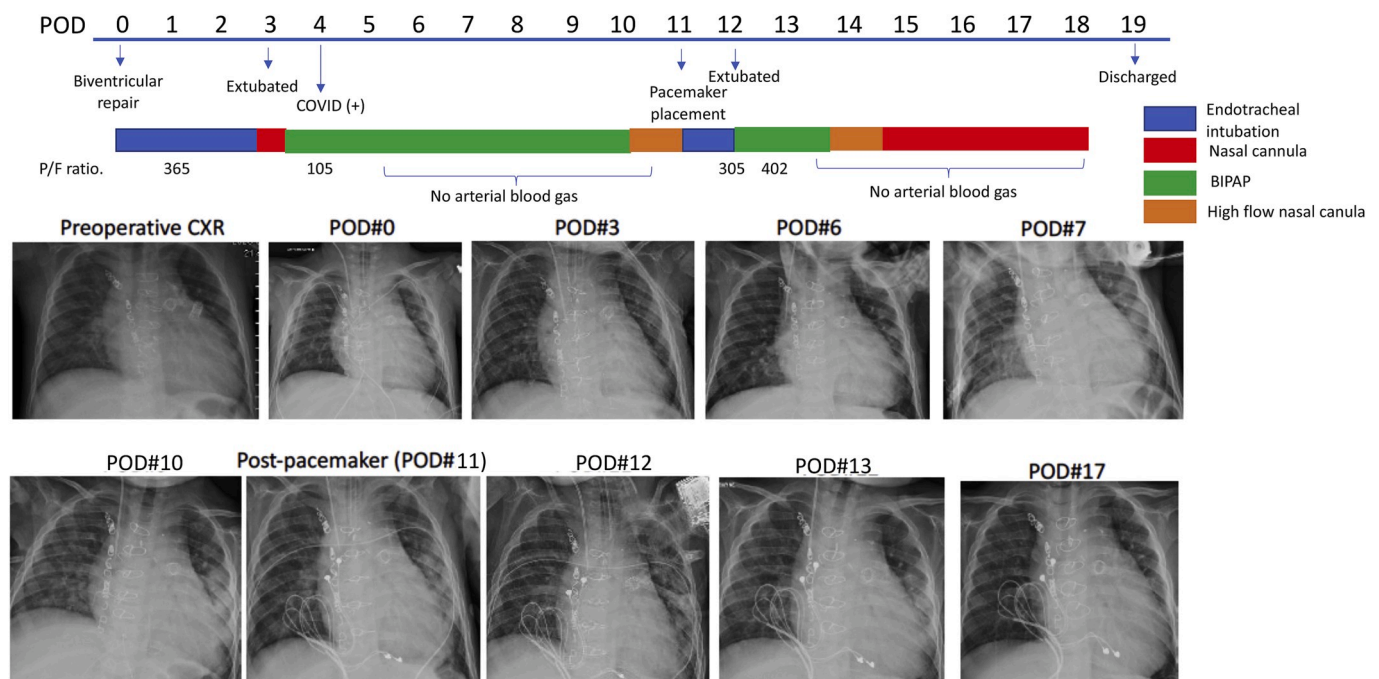 POD 0 1 2 3 4 5 6 7 8 9 10 11 12 13 14 15 16 17 18 19
Biventricular
repair
Extubated
COVID (+)
Pacemaker
placement
Extubated
Discharged
Endotracheal
intubation
Nasal cannula
BIPAP
High flow nasal canula
P/F ratio. 365 105 305 402
No arterial blood gas
No arterial blood gas
Preoperative CXR POD#0 POD#3 POD#6 POD#7
POD#10 Post-pacemaker (POD#11) POD#12 POD#13 POD#17